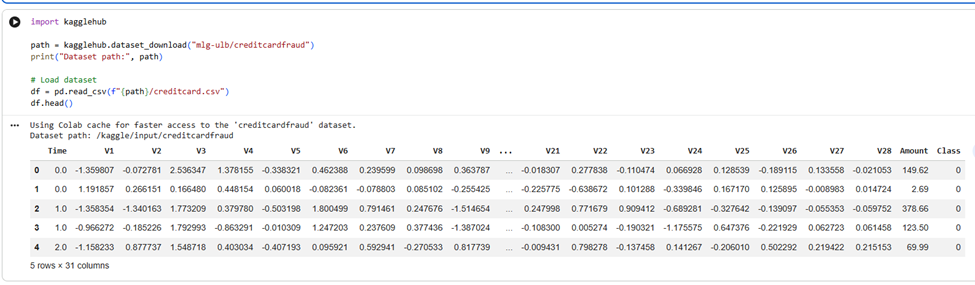 import kagglehub
path = kagglehub.dataset_download("mlg-ulb/creditcardfraud")
print("Dataset path:", path)
# Load dataset
df = pd.read_csv(f"{path}/creditcard.csv")
df.head()
Using Colab cache for faster access to the 'creditcardfraud' dataset.
Dataset path: /kaggle/input/creditcardfraud
Time V1 V2 V3 V4 V5 V6 V7 V8 V9 ... V21 V22 V23 V24 V25 V26 V27 V28 Amount Class
0 0.0 -1.359807 -0.072781 2.536347 1.378155 -0.338321 0.462388 0.239599 0.098698 0.363787 ... -0.018307 0.277838 -0.110474 0.066928 0.128539 -0.189115 0.133558 -0.021053 149.62 0
1 0.0 1.191857 0.266151 0.166480 0.448154 0.060018 -0.082361 -0.078803 0.085102 -0.255425 ... -0.225775 -0.638672 0.101288 -0.339846 0.167170 0.125895 -0.008983 0.014724 2.69 0
2 1.0 -1.358354 -1.340163 1.773209 0.379780 -0.503198 1.800499 0.791461 0.247676 -1.514654 ... 0.247998 0.771679 0.909412 -0.689281 -0.327642 -0.139097 -0.055353 -0.059752 378.66 0
3 1.0 -0.966272 -0.185226 1.792993 -0.863291 -0.010309 1.247203 0.237609 0.377436 -1.387024 ... -0.108300 0.005274 -0.190321 -1.175575 0.647376 -0.221929 0.062723 0.061458 123.50 0
4 2.0 -1.158233 0.877737 1.548718 0.403034 -0.407193 0.095921 0.592941 -0.270533 0.817739 ... -0.009431 0.798278 -0.137458 0.141267 -0.206010 0.502292 0.219422 0.215153 69.99 0
5 rows × 31 columns